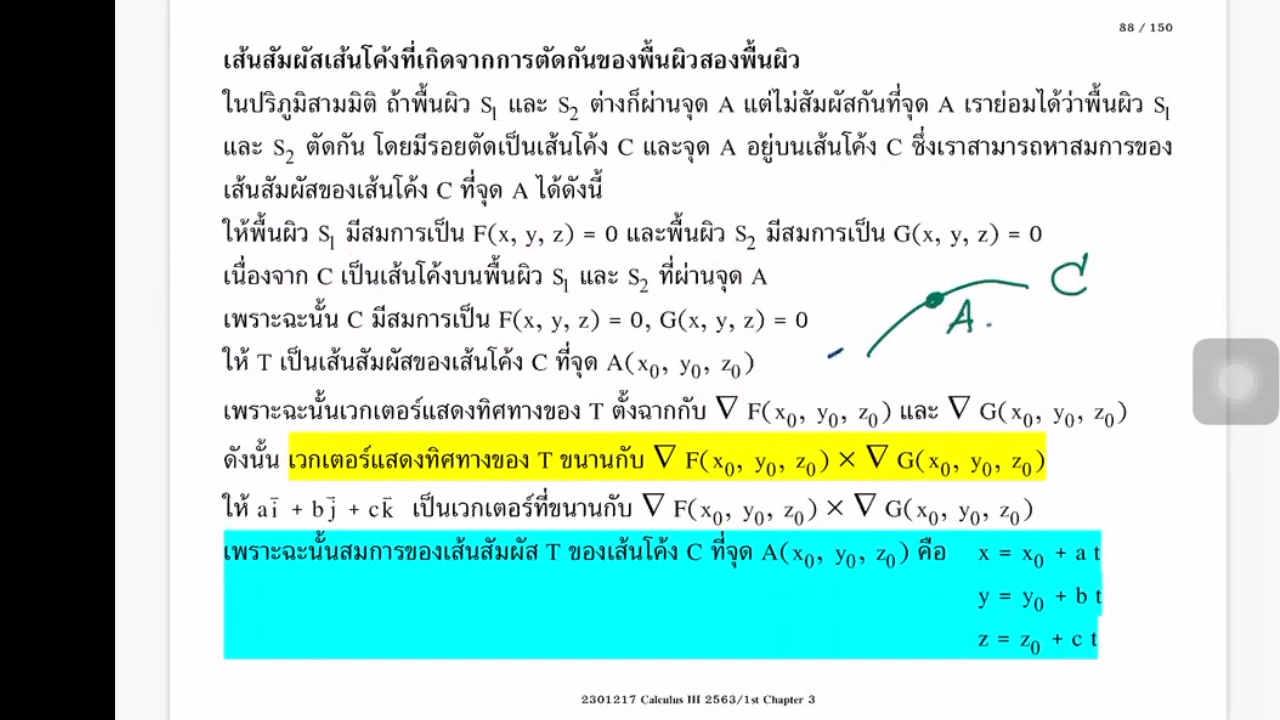 88 / 150
เส้นสัมผัสเส้นโค้งที่เกิดจากการตัดกันของพื้นผิวสองพื้นผิว
ในปริภูมิสามมิติ ถ้าพื้นผิว S₁ และ S₂ ต่างก็ผ่านจุด A แต่ไม่สัมผัสกันที่จุด A เราย่อมได้ว่าพื้นผิว S₁
และ S₂ ตัดกัน โดยมีรอยตัดเป็นเส้นโค้ง C และจุด A อยู่บนเส้นโค้ง C ซึ่งเราสามารถหาสมการของ
เส้นสัมผัสของเส้นโค้ง C ที่จุด A ได้ดังนี้
ให้พื้นผิว S₁ มีสมการเป็น F(x, y, z) = 0 และพื้นผิว S₂ มีสมการเป็น G(x, y, z) = 0
เนื่องจาก C เป็นเส้นโค้งบนพื้นผิว S₁ และ S₂ ที่ผ่านจุด A
เพราะฉะนั้น C มีสมการเป็น F(x, y, z) = 0, G(x, y, z) = 0
C
A.
ให้ T เป็นเส้นสัมผัสของเส้นโค้ง C ที่จุด A(x₀, y₀, z₀)
เพราะฉะนั้นเวกเตอร์แสดงทิศทางของ T ตั้งฉากกับ ∇ F(x₀, y₀, z₀) และ ∇ G(x₀, y₀, z₀)
ดังนั้น เวกเตอร์แสดงทิศทางของ T ขนานกับ ∇ F(x₀, y₀, z₀) × ∇ G(x₀, y₀, z₀)
ให้ ai̅ + bj̅ + ck̅ เป็นเวกเตอร์ที่ขนานกับ ∇ F(x₀, y₀, z₀) × ∇ G(x₀, y₀, z₀)
เพราะฉะนั้นสมการของเส้นสัมผัส T ของเส้นโค้ง C ที่จุด A(x₀, y₀, z₀) คือ x = x₀ + a t
y = y₀ + b t
z = z₀ + c t
2301217 Calculus III 2563/1st Chapter 3